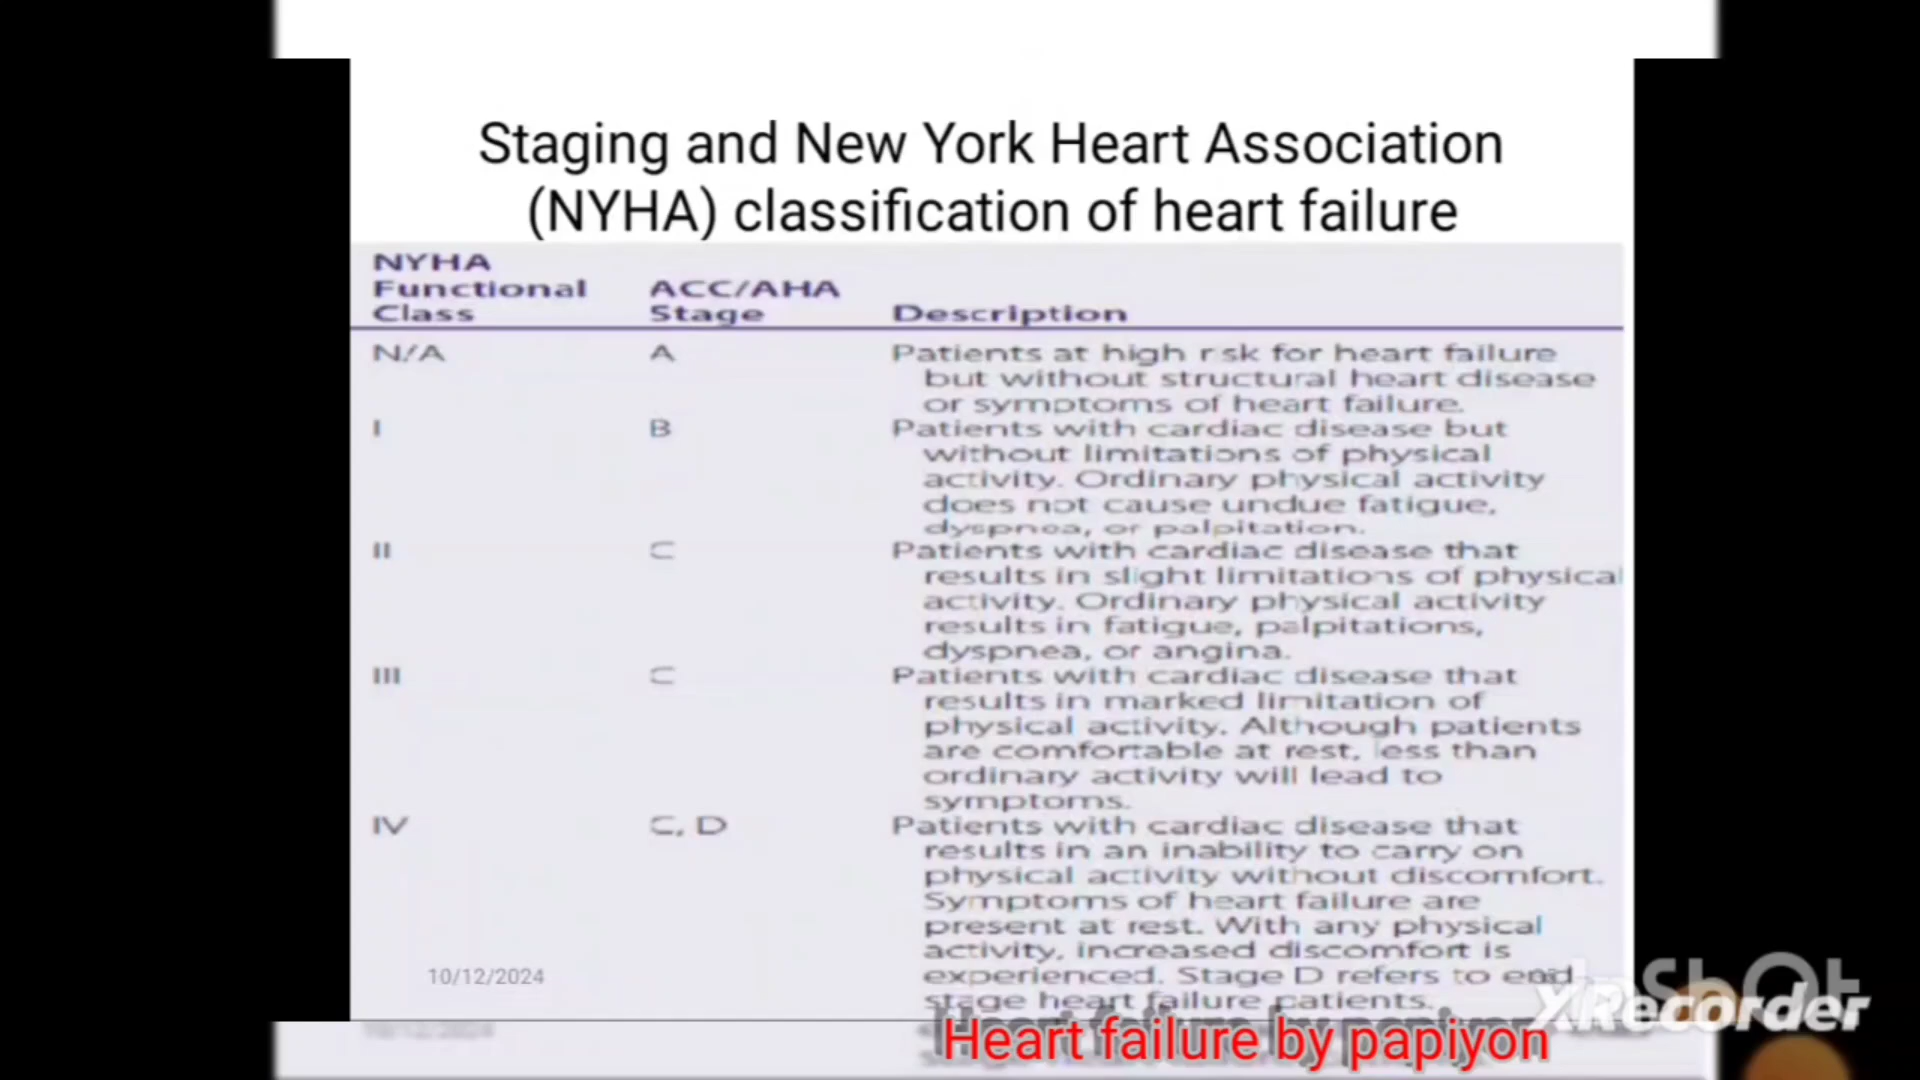 Staging and New York Heart Association
(NYHA) classification of heart failure
NYHA
Functional
Class
ACC/AHA
Stage
Description
N/A
A
Patients at high risk for heart failure
but without structural heart disease
or symptoms of heart failure.
I
B
Patients with cardiac disease but
without limitations of physical
activity. Ordinary physical activity
does not cause undue fatigue,
dyspnea, or palpitation.
II
C
Patients with cardiac disease that
results in slight limitations of physical
activity. Ordinary physical activity
results in fatigue, palpitations,
dyspnea, or angina.
III
C
Patients with cardiac disease that
results in marked limitation of
physical activity. Although patients
are comfortable at rest, less than
ordinary activity will lead to
symptoms.
IV
C, D
Patients with cardiac disease that
results in an inability to carry on
physical activity without discomfort.
Symptoms of heart failure are
present at rest. With any physical
activity, increased discomfort is
experienced. Stage D refers to end-
stage heart failure patients.
10/12/2024
XRecorder
Heart failure by papiyon